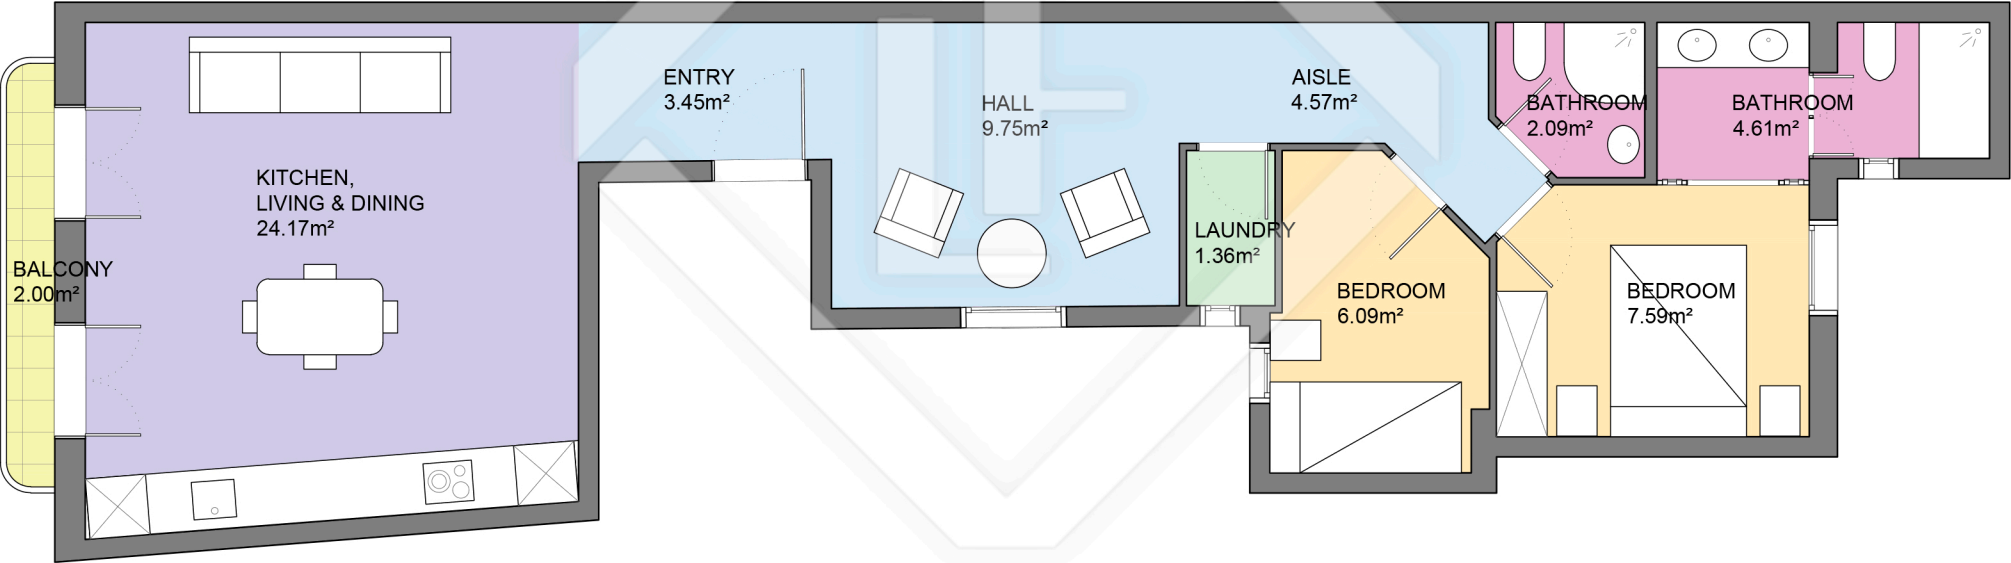 KITCHEN,
LIVING & DINING
24.17m²
BALCONY
2.00m²
ENTRY
3.45m²
HALL
9.75m²
AISLE
4.57m²
LAUNDRY
1.36m²
BEDROOM
6.09m²
BATHROOM
2.09m²
BATHROOM
4.61m²
BEDROOM
7.59m²